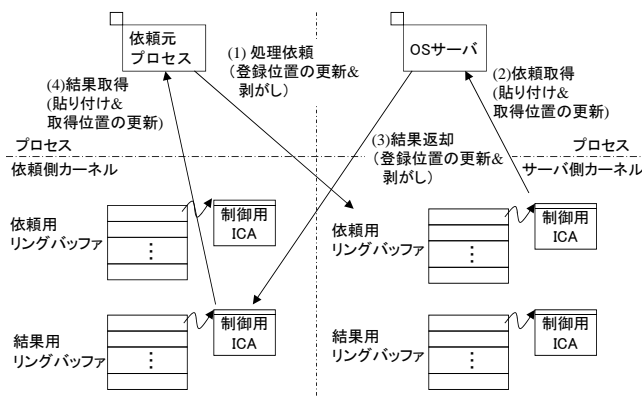 依頼元
プロセス
(1) 処理依頼
(登録位置の更新&
剥がし)
OSサーバ
(4)結果取得
(貼り付け&
取得位置の更新)
(2)依頼取得
(貼り付け&
取得位置の更新)
(3)結果返却
(登録位置の更新&
剥がし)
プロセス
プロセス
依頼側カーネル
サーバ側カーネル
依頼用
リングバッファ
⋮
制御用
ICA
依頼用
リングバッファ
⋮
制御用
ICA
結果用
リングバッファ
⋮
制御用
ICA
結果用
リングバッファ
⋮
制御用
ICA